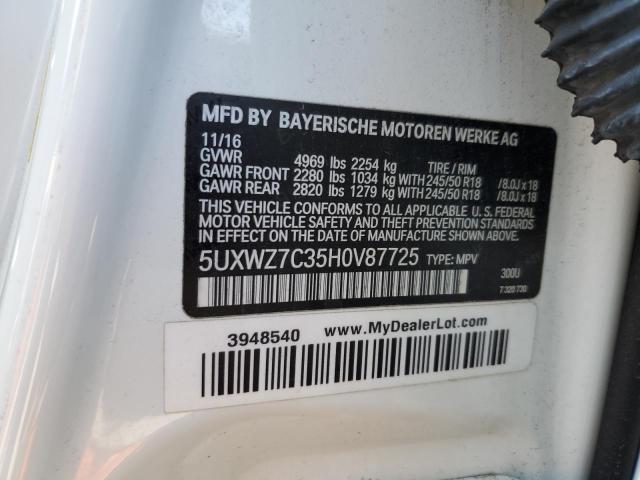 MFD BY BAYERISCHE MOTOREN WERKE AG
11/16
GVWR 4969 lbs 2254 kg TIRE / RIM
GAWR FRONT 2280 lbs 1034 kg WITH 245/50 R18 /8.0J x 18
GAWR REAR 2820 lbs 1279 kg WITH 245/50 R18 /8.0J x 18
THIS VEHICLE CONFORMS TO ALL APPLICABLE U. S. FEDERAL
MOTOR VEHICLE SAFETY AND THEFT PREVENTION STANDARDS
IN EFFECT ON THE DATE OF MANUFACTURE SHOWN ABOVE.
5UXWZ7C35H0V87725 TYPE: MPV
300U
7 320 730
3948540 www.MyDealerLot.com